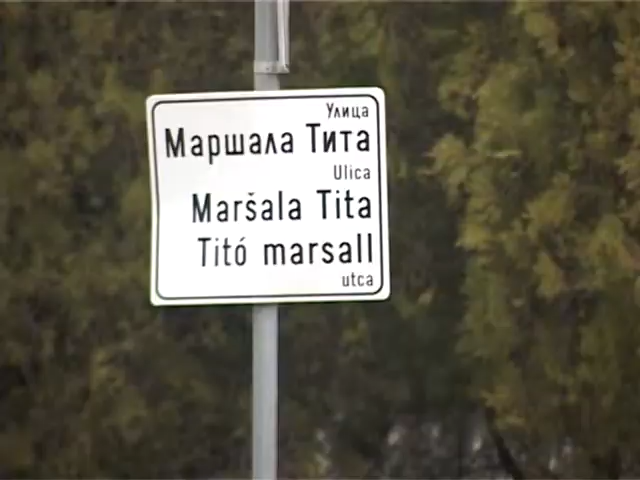 Улица
Маршала Тита
Ulica
Maršala Tita
Titó marsall
utca